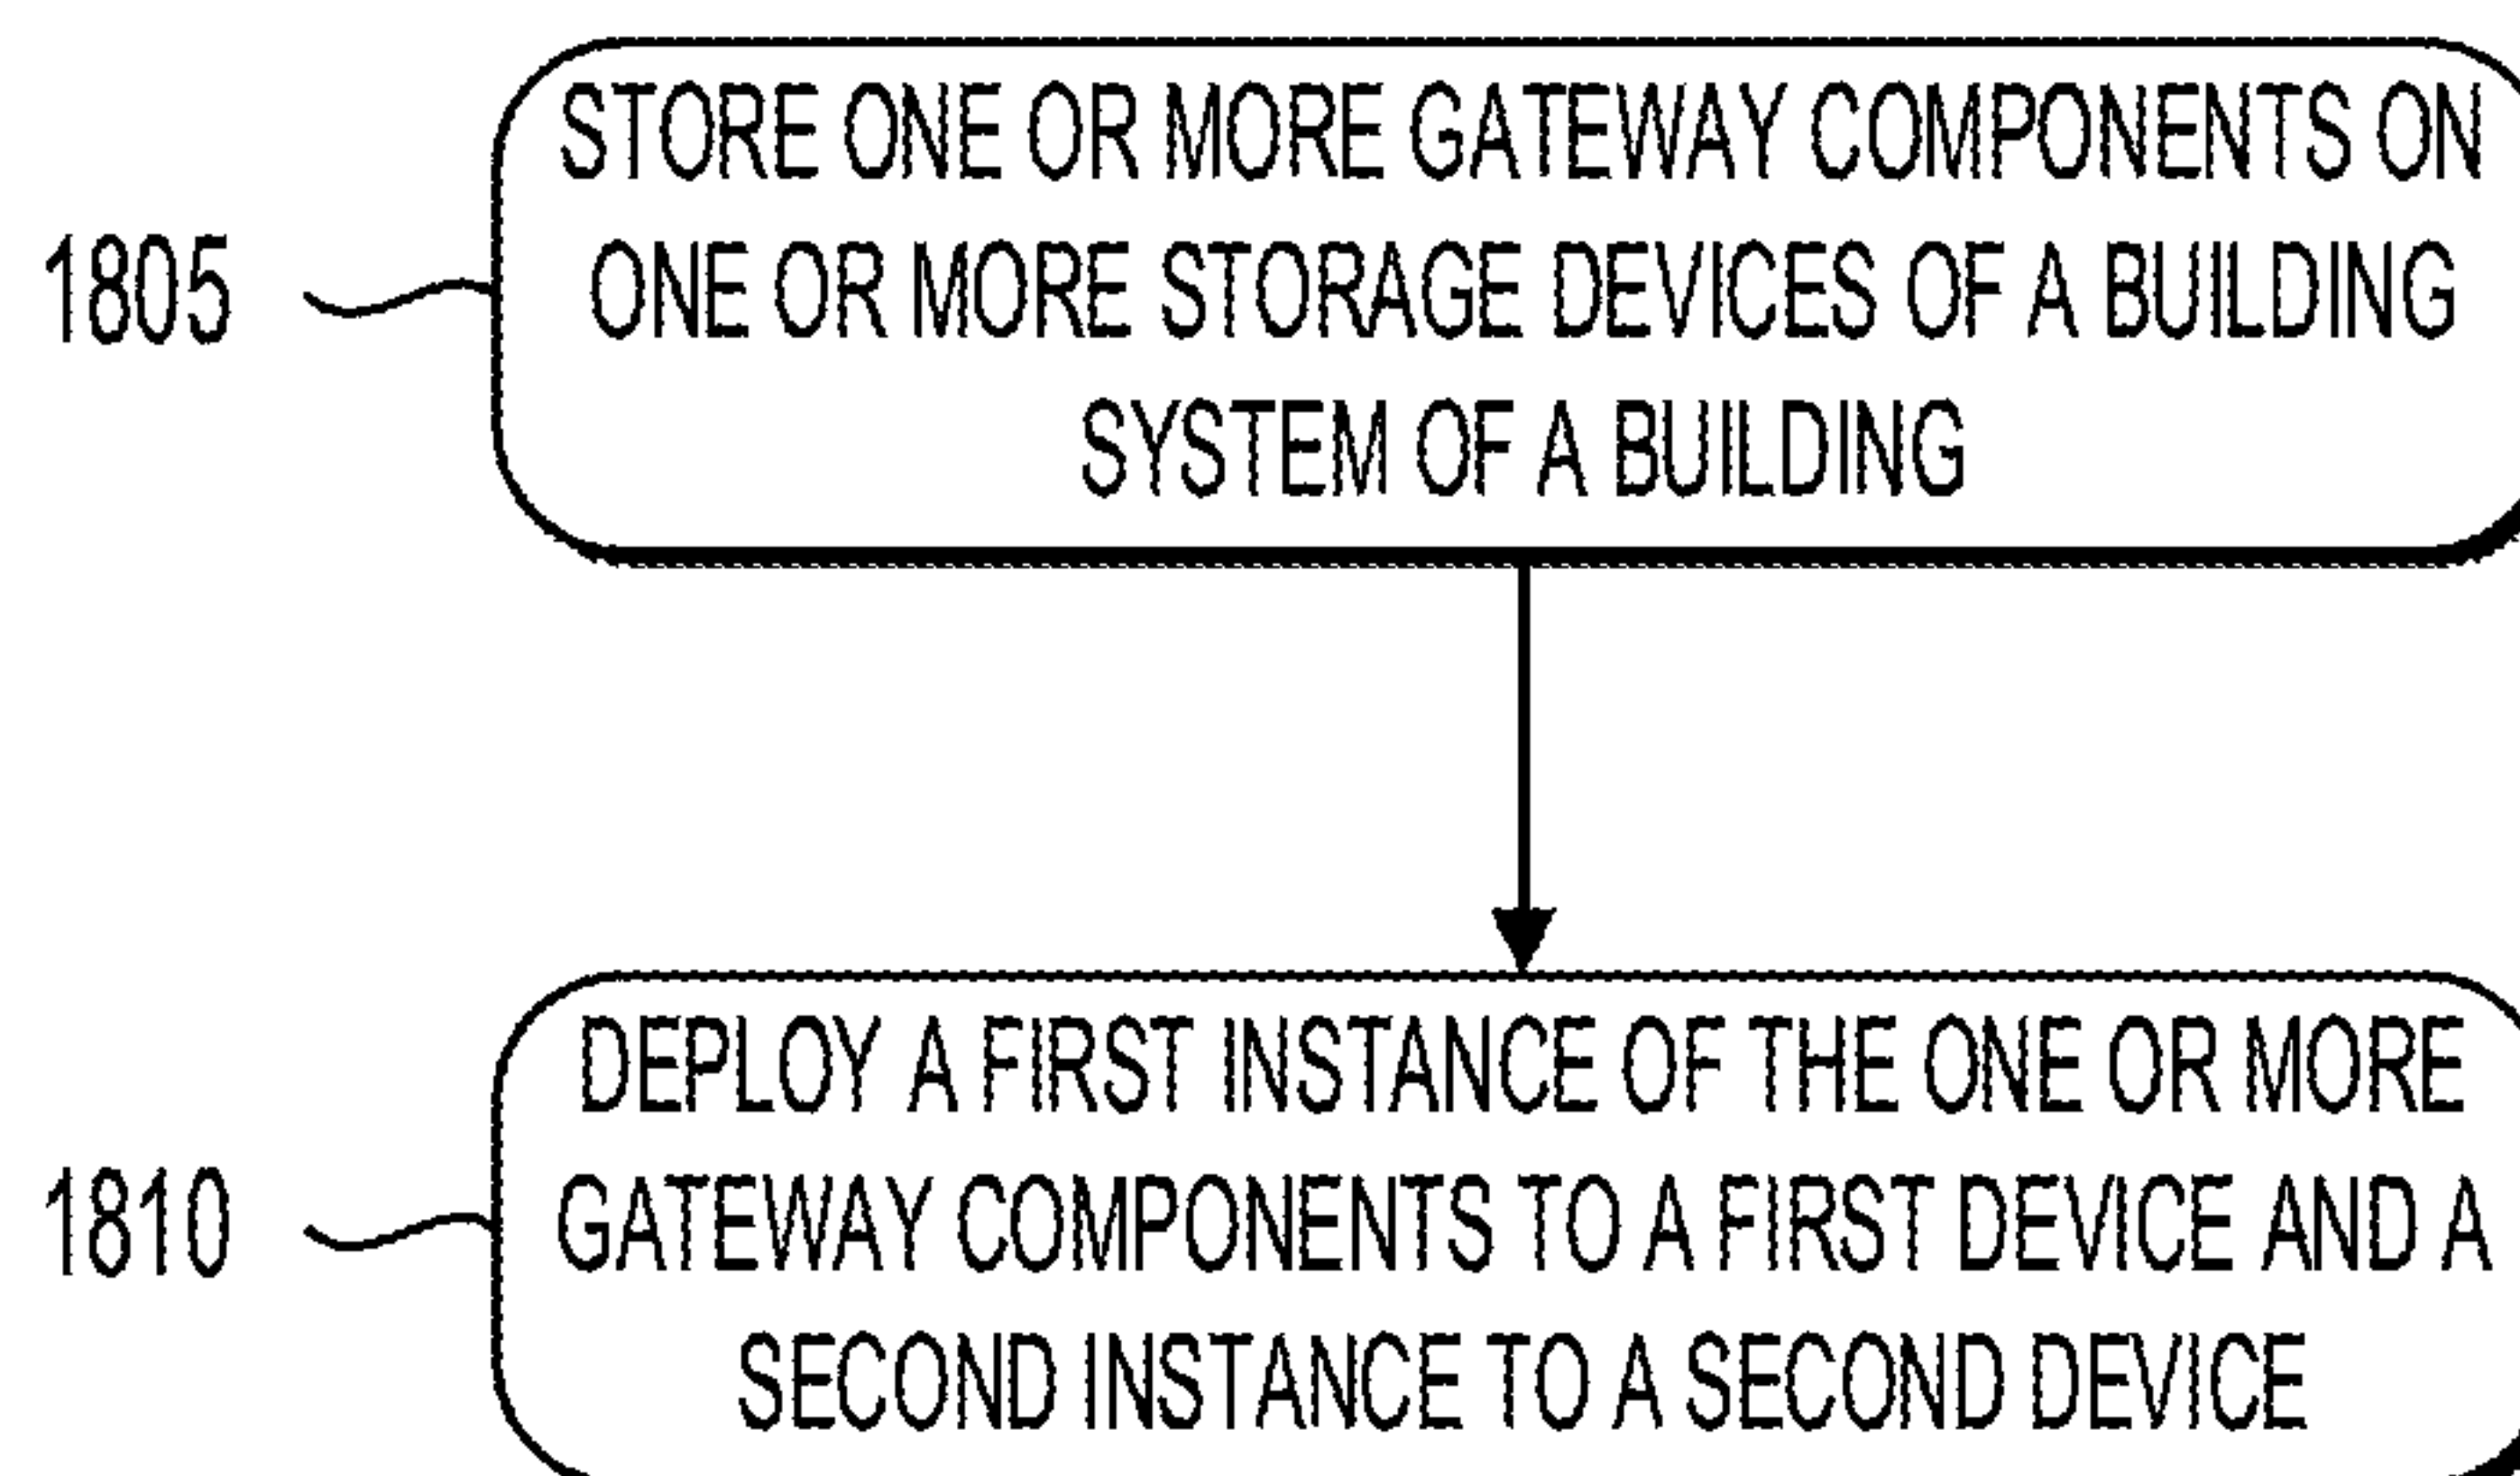 STORE ONE OR MORE GATEWAY COMPONENTS ON
ONE OR MORE STORAGE DEVICES OF A BUILDING
SYSTEM OF A BUILDING
1805
DEPLOY A FIRST INSTANCE OF THE ONE OR MORE
GATEWAY COMPONENTS TO A FIRST DEVICE AND A
SECOND INSTANCE TO A SECOND DEVICE
1810